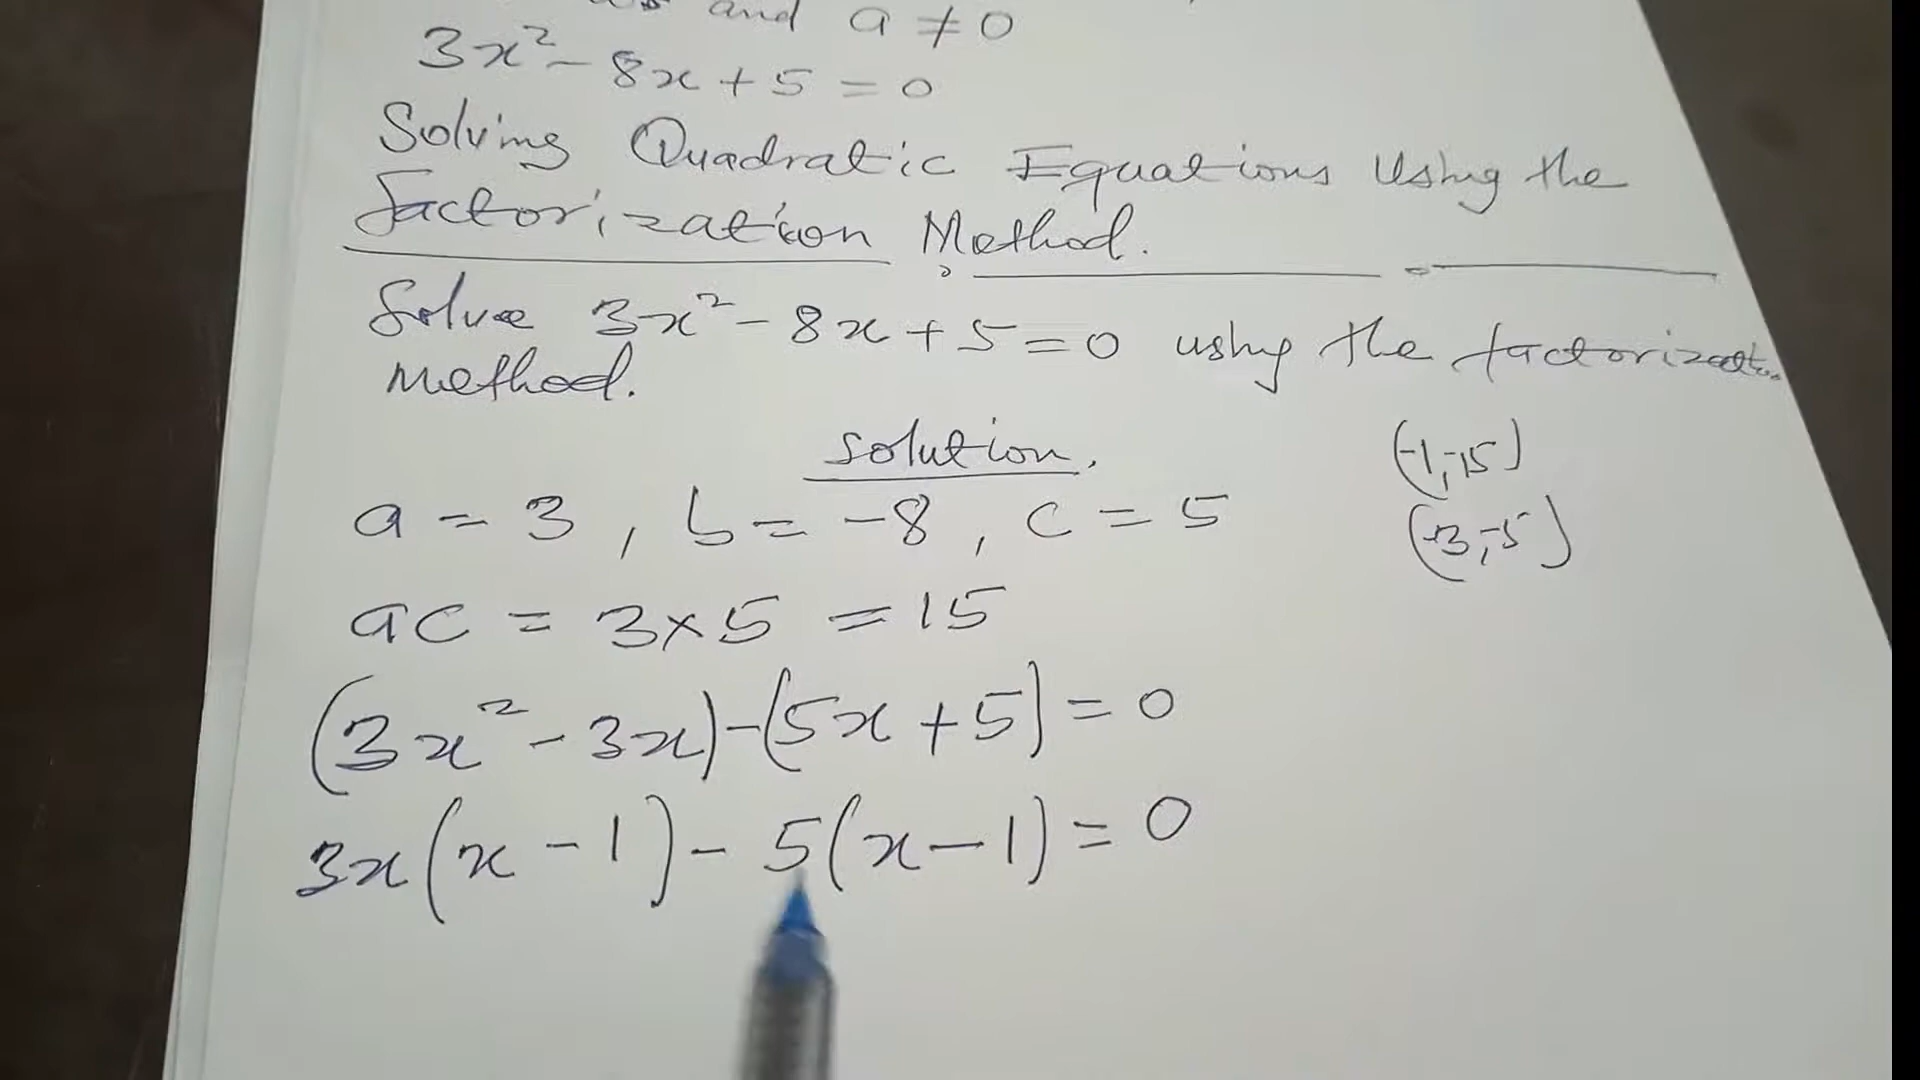 and a ≠ 0
3x² - 8x + 5 = 0
Solving Quadratic Equations Using the
Factorization Method.
Solve 3x² - 8x + 5 = 0 using the
method.
solution.
(-1,-15)
a = 3 , b = -8 , c = 5
(-3,-5)
ac = 3×5 = 15
(3x² - 3x)-(5x + 5) = 0
3x(x - 1) - 5(x - 1) = 0